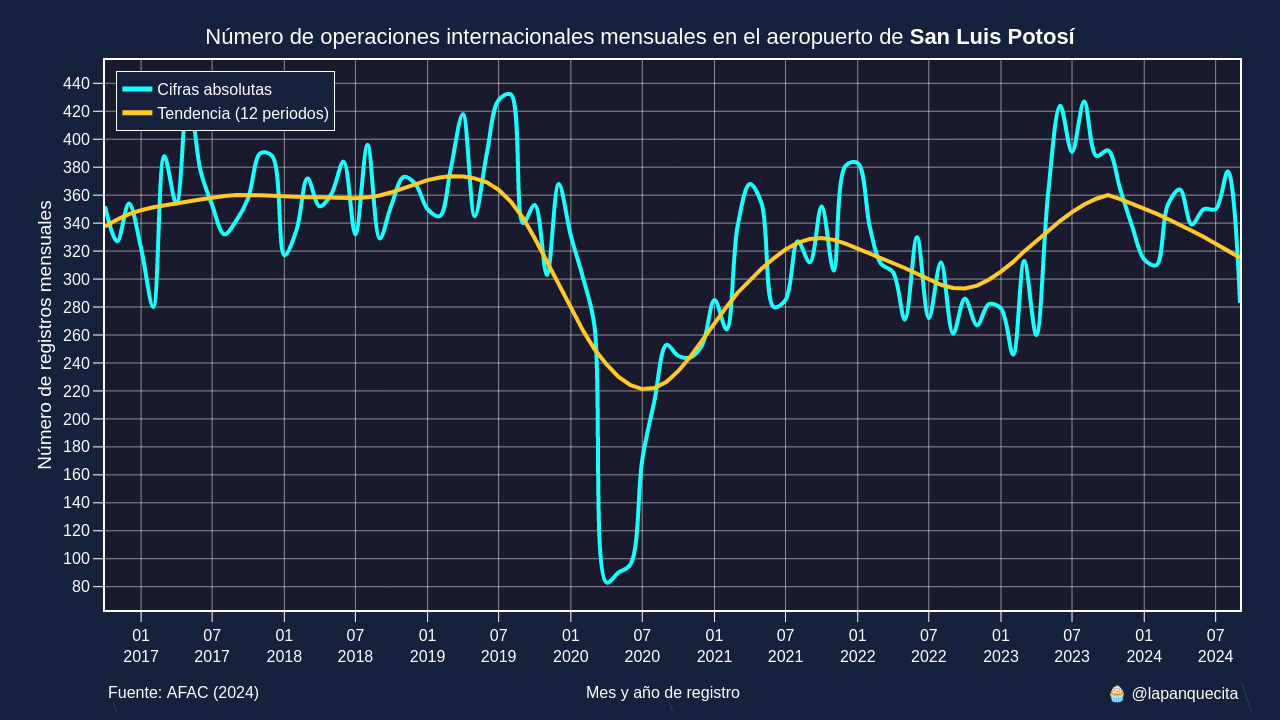 Número de operaciones internacionales mensuales en el aeropuerto de San Luis Potosí
Cifras absolutas
Tendencia (12 periodos)
Número de registros mensuales
440
420
400
380
360
340
320
300
280
260
240
220
200
180
160
140
120
100
80
01 07 01 07 01 07 01 07 01 07 01 07 01 07 01 07
2017 2017 2018 2018 2019 2019 2020 2020 2021 2021 2022 2022 2023 2023 2024 2024
Fuente: AFAC (2024) Mes y año de registro 🧁 @lapanquecita